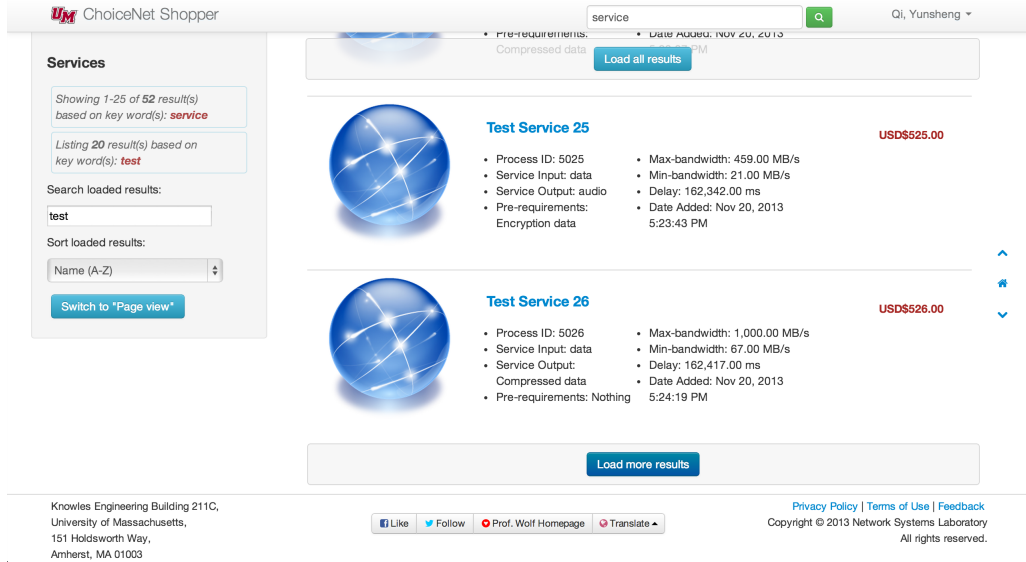 UM ChoiceNet Shopper
service
Qi, Yunsheng
Services
Showing 1-25 of 52 result(s)
based on key word(s): service
Listing 20 result(s) based on
key word(s): test
Search loaded results:
test
Sort loaded results:
Name (A-Z)
Switch to "Page view"
Pre-requirements:
Compressed data
Date Added: Nov 20, 2013
PM
Load all results
Test Service 25
USD$525.00
Process ID: 5025
Service Input: data
Service Output: audio
Pre-requirements:
Encryption data
Max-bandwidth: 459.00 MB/s
Min-bandwidth: 21.00 MB/s
Delay: 162,342.00 ms
Date Added: Nov 20, 2013
5:23:43 PM
Test Service 26
USD$526.00
Process ID: 5026
Service Input: data
Service Output:
Compressed data
Pre-requirements: Nothing
Max-bandwidth: 1,000.00 MB/s
Min-bandwidth: 67.00 MB/s
Delay: 162,417.00 ms
Date Added: Nov 20, 2013
5:24:19 PM
Load more results
Knowles Engineering Building 211C,
University of Massachusetts,
151 Holdsworth Way,
Amherst, MA 01003
Like
Follow
Prof. Wolf Homepage
Translate
Privacy Policy | Terms of Use | Feedback
Copyright © 2013 Network Systems Laboratory
All rights reserved.